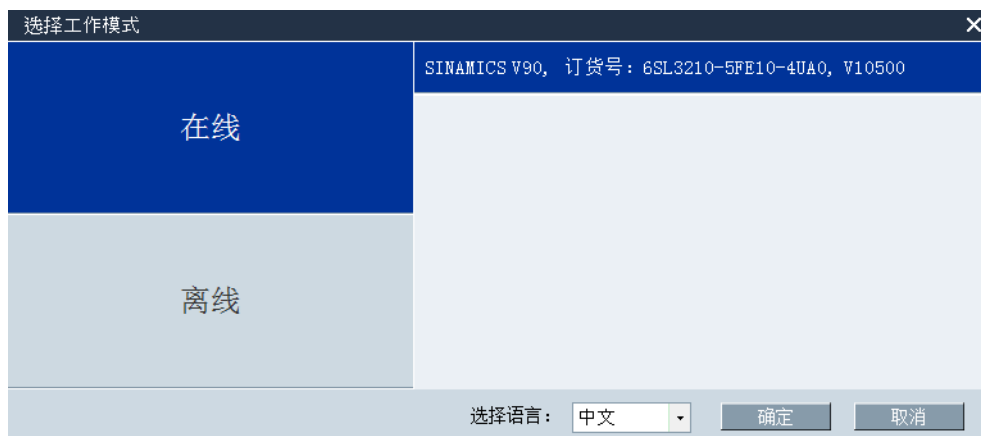 选择工作模式
在线
SINAMICS V90, 订货号: 6SL3210-5FE10-4UA0, V10500
离线
选择语言: 中文 确定 取消